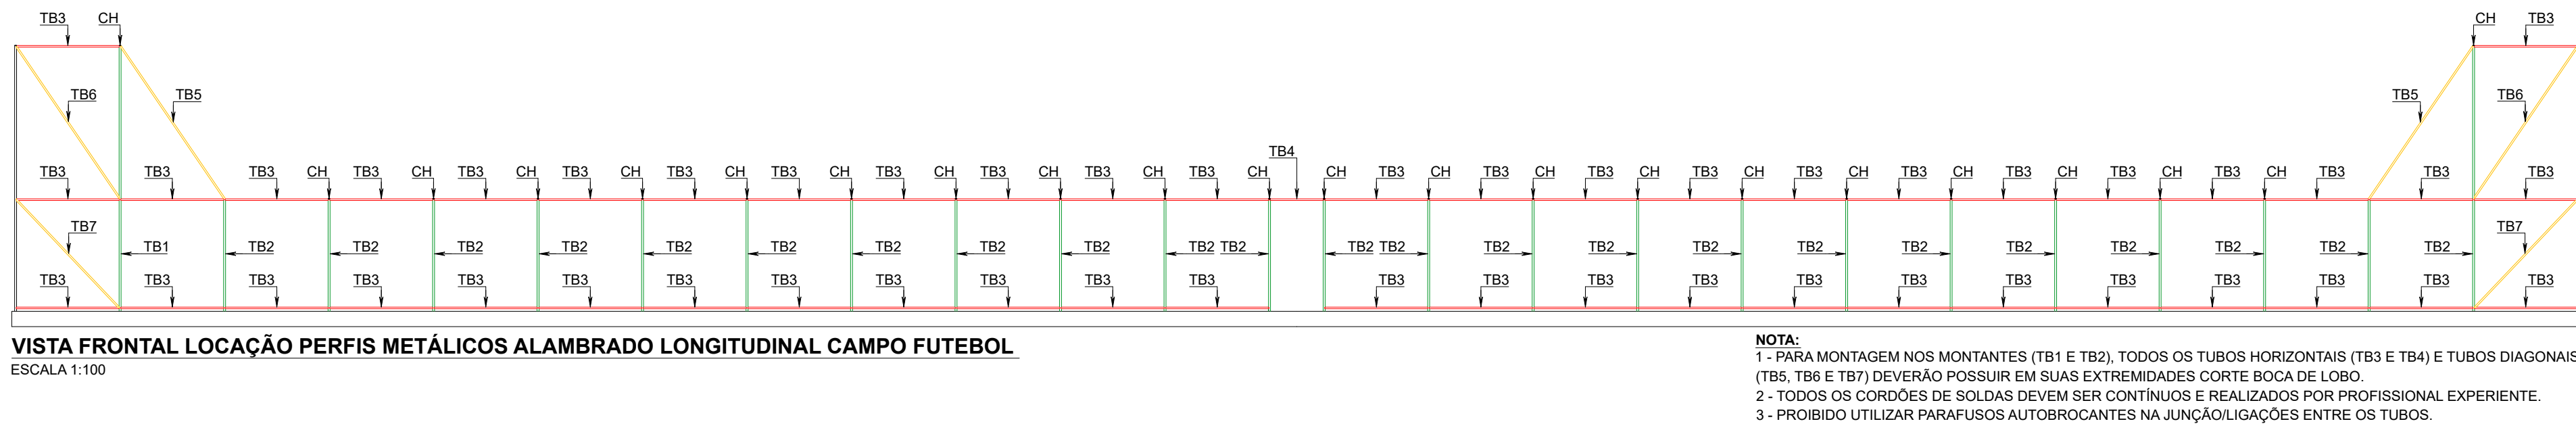 TB3 CH CH TB3
TB6 TB5 TB5 TB6
TB4
TB3 TB3 TB3 CH TB3 CH TB3 CH TB3 CH TB3 CH TB3 CH TB3 CH TB3 CH TB3 CH TB3 CH CH TB3 CH TB3 CH TB3 CH TB3 CH TB3 CH TB3 CH TB3 CH TB3 CH TB3 CH TB3 TB3 TB3
TB7 TB7
TB1 TB2 TB2 TB2 TB2 TB2 TB2 TB2 TB2 TB2 TB2 TB2 TB2 TB2 TB2 TB2 TB2 TB2 TB2 TB2 TB2 TB2 TB2 TB2
TB3 TB3 TB3 TB3 TB3 TB3 TB3 TB3 TB3 TB3 TB3 TB3 TB3 TB3 TB3 TB3 TB3 TB3 TB3 TB3 TB3 TB3 TB3 TB3
VISTA FRONTAL LOCAÇÃO PERFIS METÁLICOS ALAMBRADO LONGITUDINAL CAMPO FUTEBOL
ESCALA 1:100
NOTA:
1 - PARA MONTAGEM NOS MONTANTES (TB1 E TB2), TODOS OS TUBOS HORIZONTAIS (TB3 E TB4) E TUBOS DIAGONAIS
(TB5, TB6 E TB7) DEVERÃO POSSUIR EM SUAS EXTREMIDADES CORTE BOCA DE LOBO.
2 - TODOS OS CORDÕES DE SOLDAS DEVEM SER CONTÍNUOS E REALIZADOS POR PROFISSIONAL EXPERIENTE.
3 - PROIBIDO UTILIZAR PARAFUSOS AUTOBROCANTES NA JUNÇÃO/LIGAÇÕES ENTRE OS TUBOS.